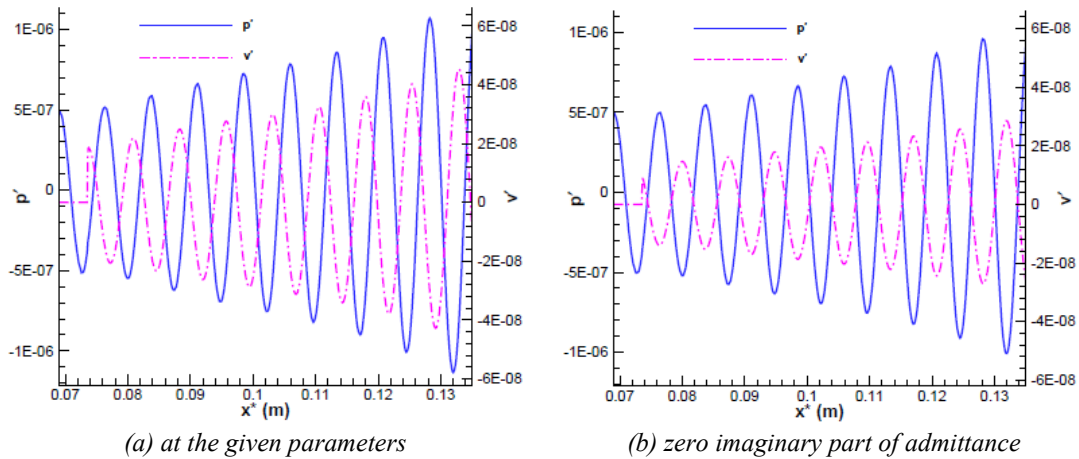 p'
v'
1E-06
5E-07
0
-5E-07
-1E-06
p'
6E-08
4E-08
2E-08
0
-2E-08
-4E-08
-6E-08
v'
0.07 0.08 0.09 0.1 0.11 0.12 0.13
x* (m)
(a) at the given parameters
p'
v'
1E-06
5E-07
0
-5E-07
-1E-06
p'
6E-08
4E-08
2E-08
0
-2E-08
-4E-08
-6E-08
v'
0.07 0.08 0.09 0.1 0.11 0.12 0.13
x* (m)
(b) zero imaginary part of admittance